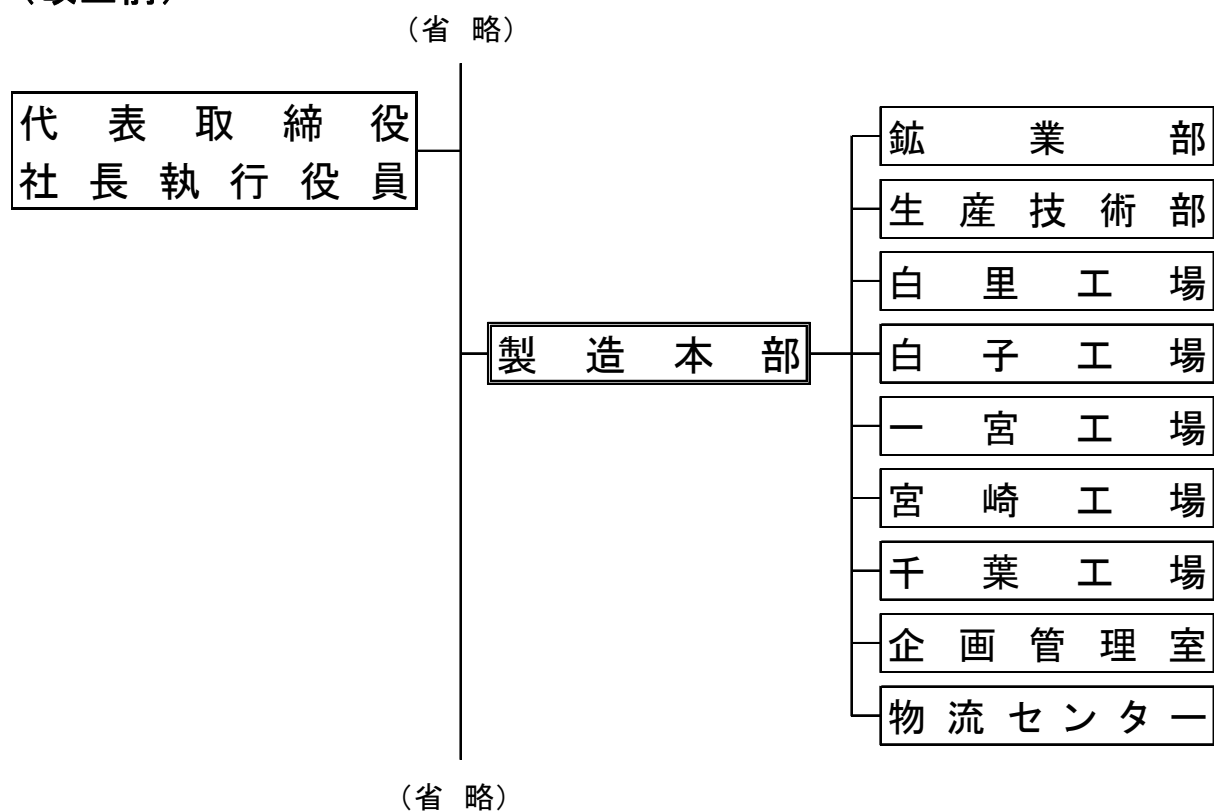 （省 略）
代表取締役
社長執行役員
製造本部
鉱業部
生産技術部
白里工場
白子工場
一宮工場
宮崎工場
千葉工場
企画管理室
物流センター
（省 略）